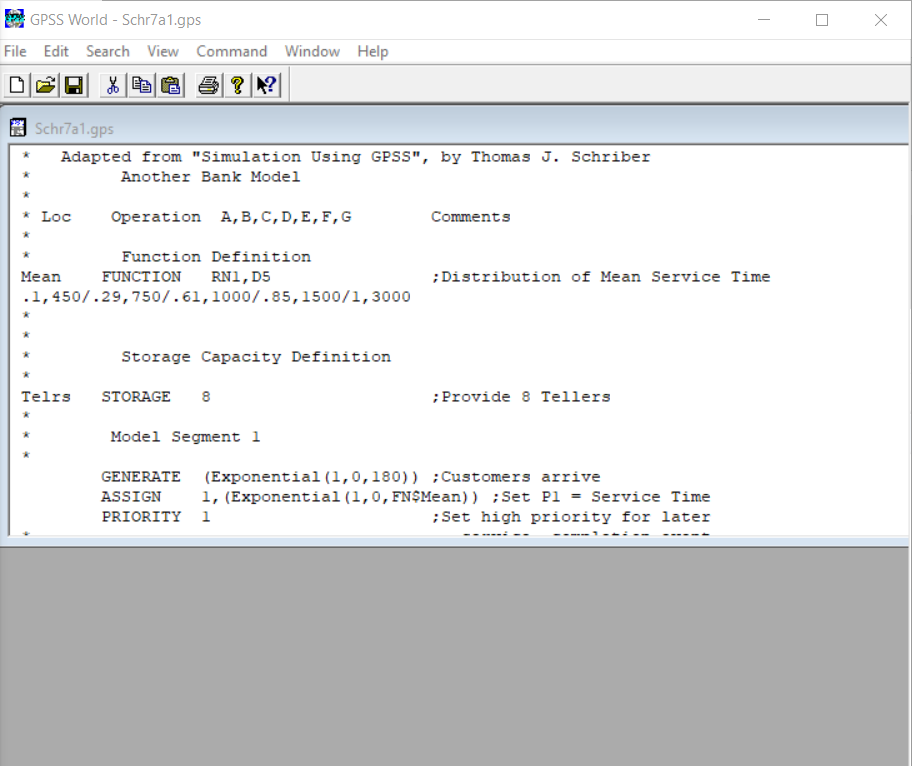 GPSS World - Schr7a1.gps
File Edit Search View Command Window Help
Schr7a1.gps
*   Adapted from "Simulation Using GPSS", by Thomas J. Schriber
*         Another Bank Model
*
* Loc    Operation  A,B,C,D,E,F,G        Comments
*
*         Function Definition
Mean    FUNCTION   RN1,D5                ;Distribution of Mean Service Time
.1,450/.29,750/.61,1000/.85,1500/1,3000
*
*
*         Storage Capacity Definition
*
Telrs   STORAGE   8                      ;Provide 8 Tellers
*
*        Model Segment 1
*
        GENERATE  (Exponential(1,0,180)) ;Customers arrive
        ASSIGN    1,(Exponential(1,0,FN$Mean)) ;Set P1 = Service Time
        PRIORITY  1                      ;Set high priority for later
*                                           service, completion event